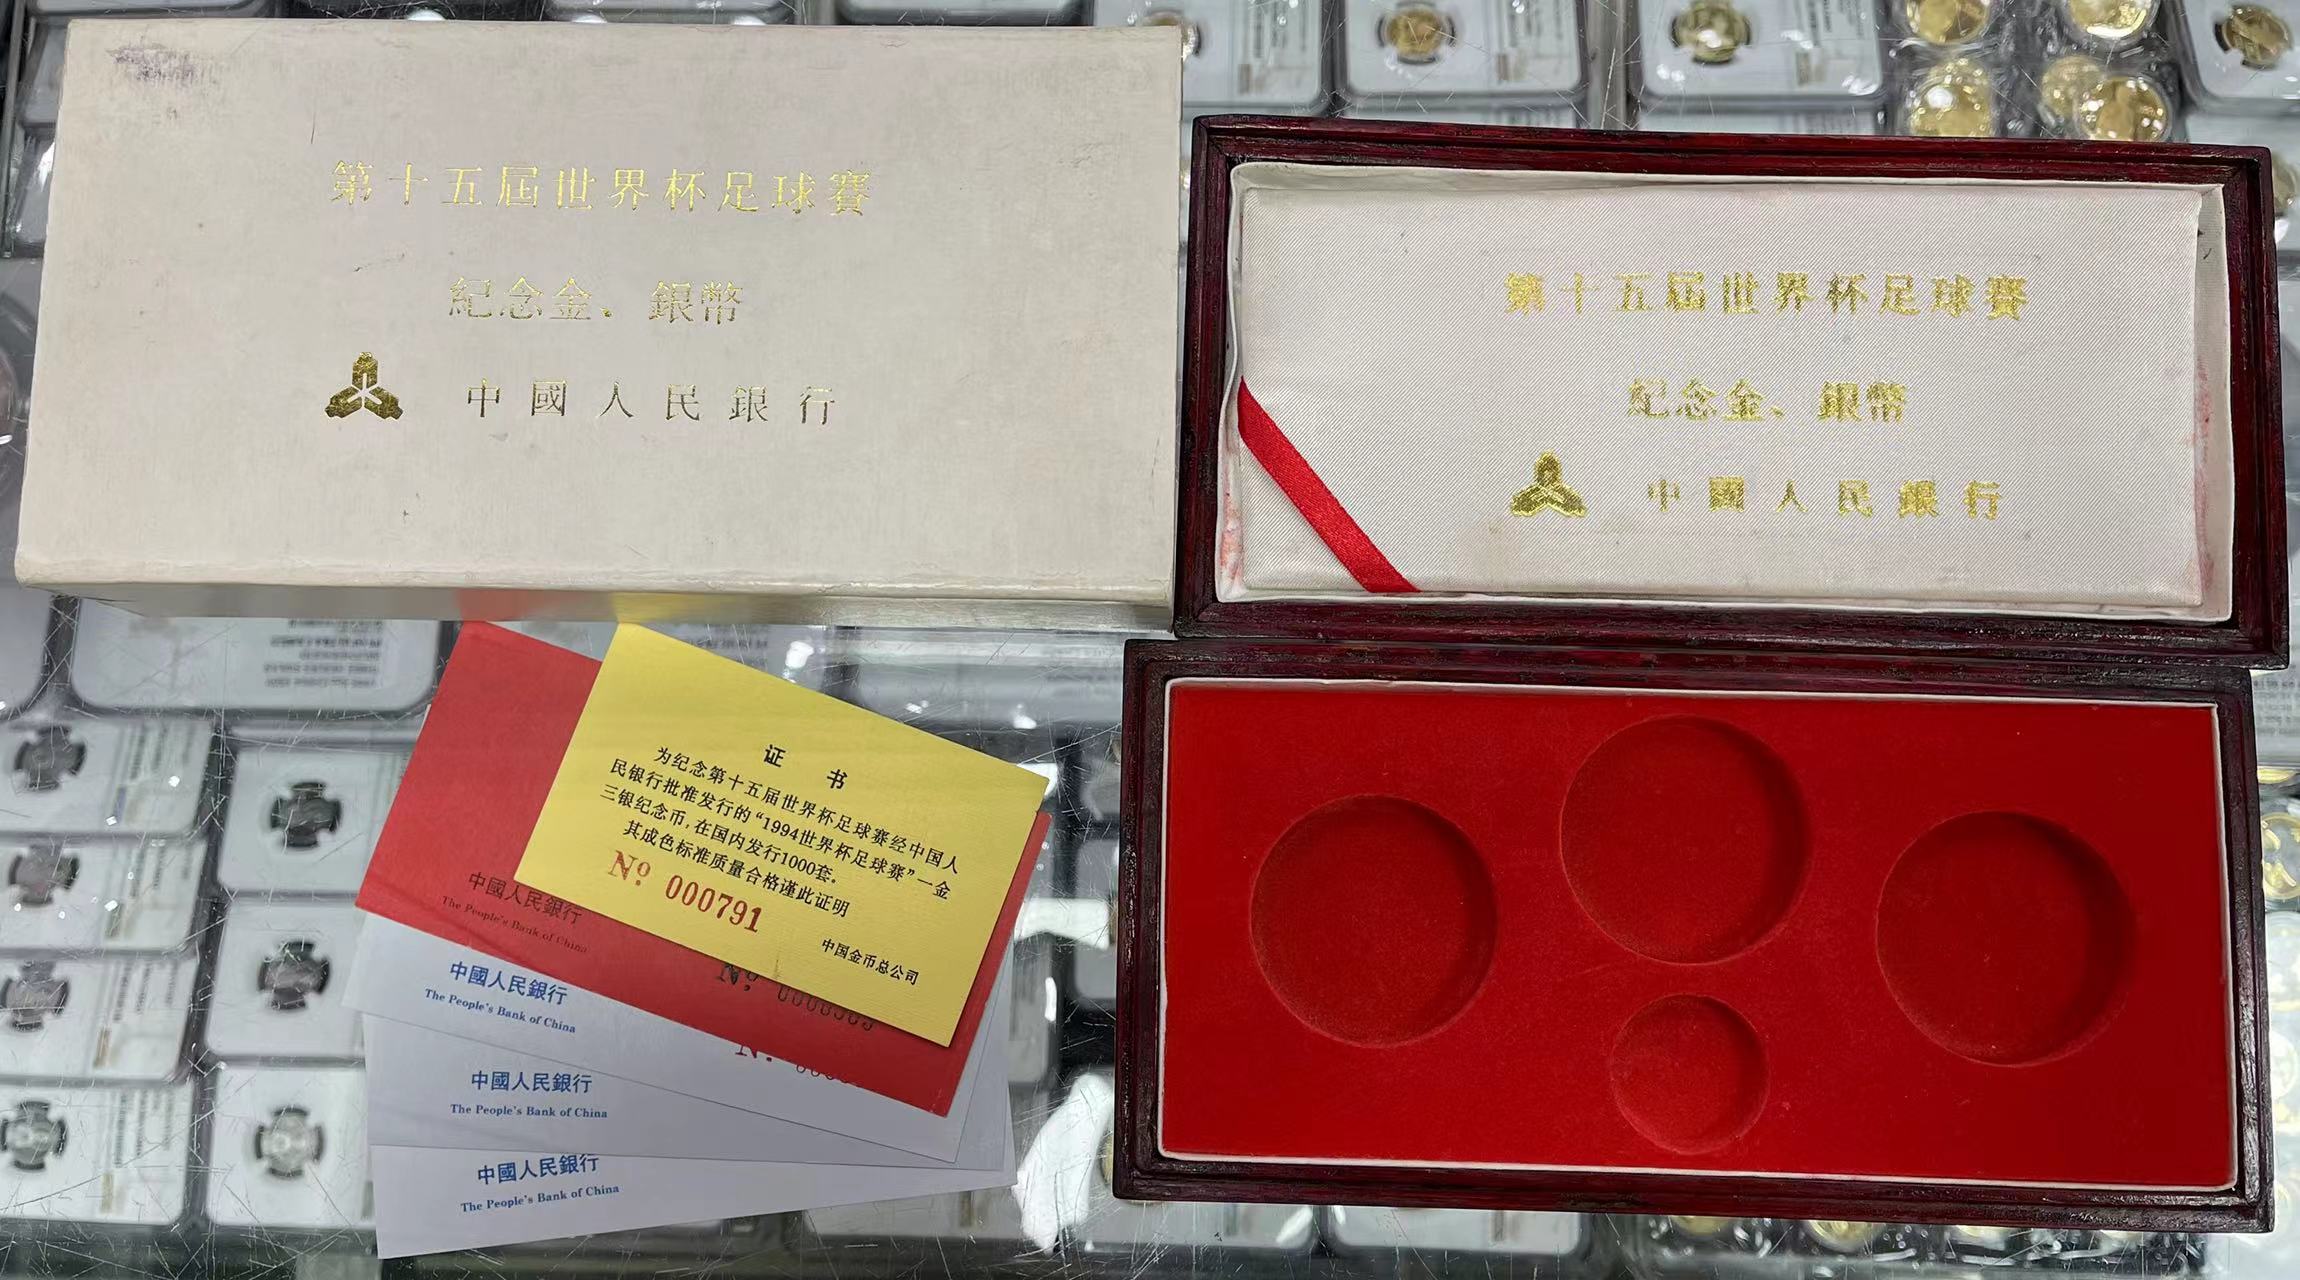 第十五屆世界杯足球賽
紀念金、銀幣
中國人民銀行
第十五屆世界杯足球賽
紀念金、銀幣
中國人民銀行
证书
为纪念第十五届世界杯足球赛经中国人
民银行批准发行的“1994世界杯足球赛”一金
三银纪念币,在国内发行1000套。
其成色标准质量合格谨此证明
№ 000791
中国金币总公司
中國人民銀行
The People's Bank of China
中國人民銀行
The People's Bank of China
中國人民銀行
The People's Bank of China
中國人民銀行
The People's Bank of China